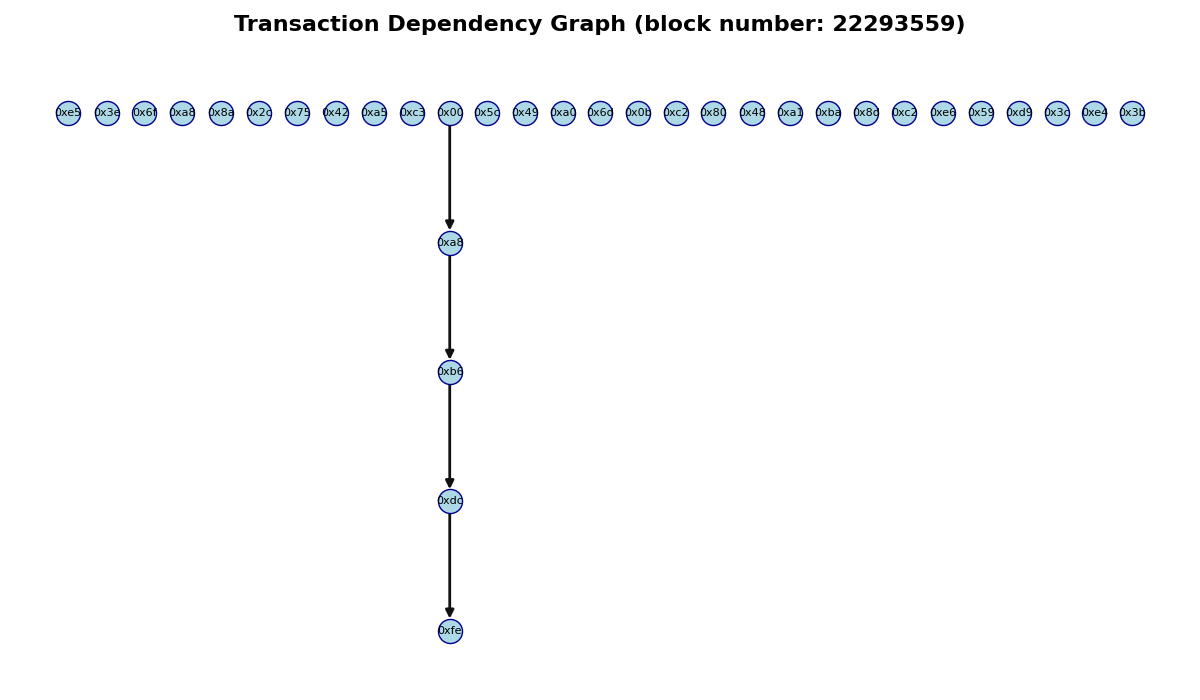 Transaction Dependency Graph (block number: 22293559)
0xe5 0x3e 0x6f 0xa8 0x8a 0x2c 0x75 0x42 0xa5 0xc3 0x00 0x5c 0x49 0xa0 0x6d 0x0b 0xc2 0x80 0x48 0xa1 0xba 0x8d 0xc2 0xe6 0x59 0xd9 0x3c 0xe4 0x3b
0xa8
0xb6
0xdc
0xfe